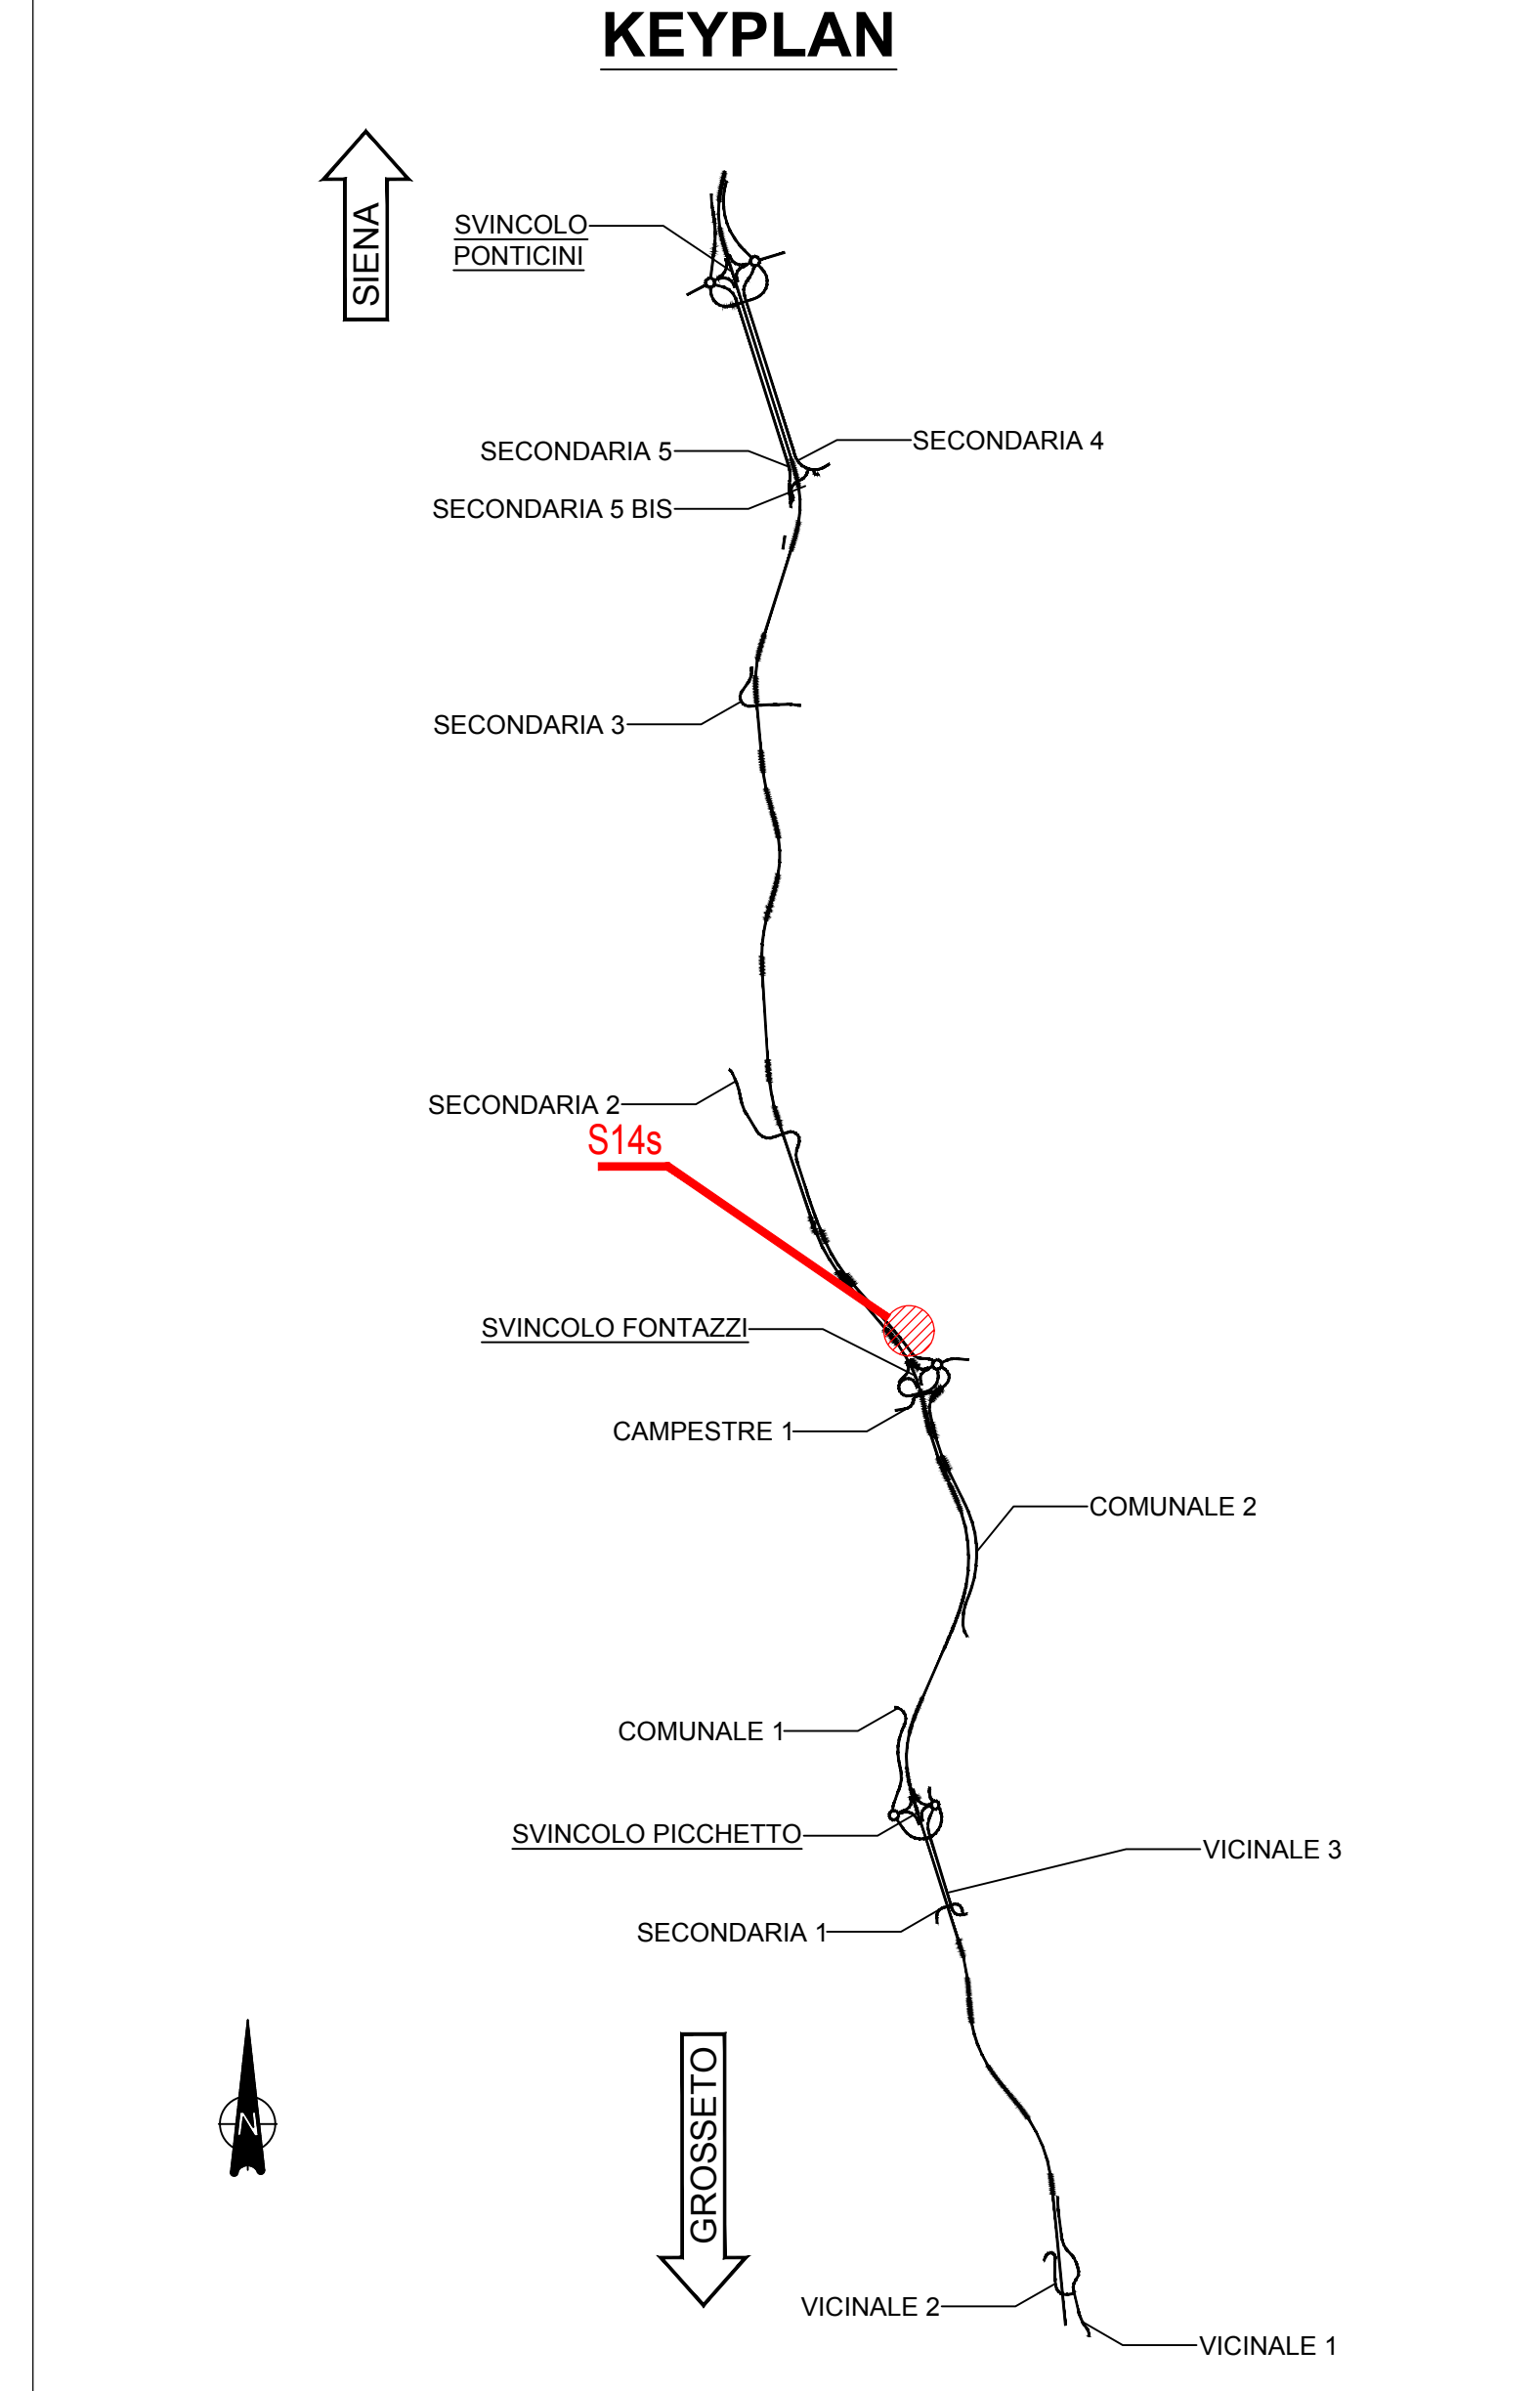 KEYPLAN
SIENA
SVINCOLO
PONTICINI
SECONDARIA 4
SECONDARIA 5
SECONDARIA 5 BIS
SECONDARIA 3
SECONDARIA 2
S14s
SVINCOLO FONTAZZI
CAMPESTRE 1
COMUNALE 2
COMUNALE 1
SVINCOLO PICCHETTO
VICINALE 3
SECONDARIA 1
N
GROSSETO
VICINALE 2
VICINALE 1